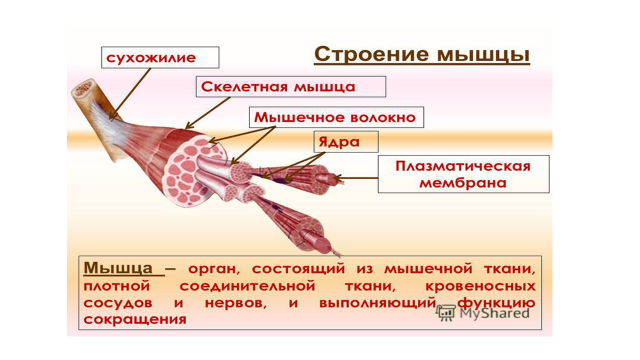 Строение мышцы
сухожилие
Скелетная мышца
Мышечное волокно
Ядра
Плазматическая
мембрана
Мышца – орган, состоящий из мышечной ткани,
плотной соединительной ткани, кровеносных
сосудов и нервов, и выполняющий функцию
сокращения
MyShared